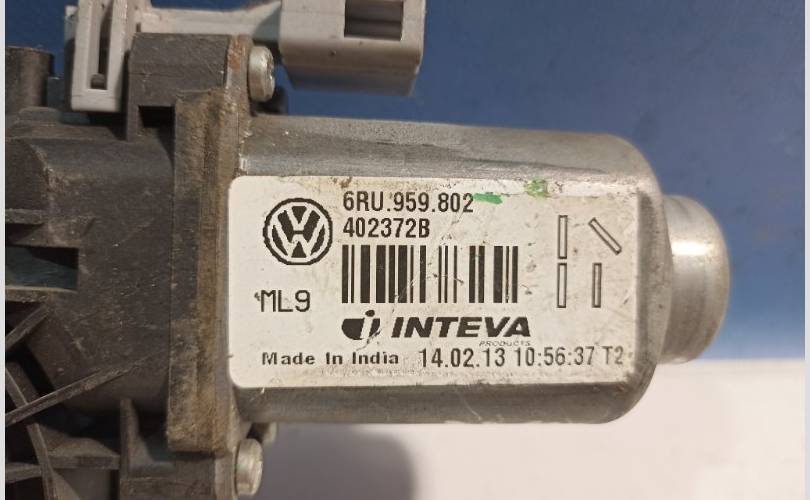 6RU.959.802
402372B
ML9
INTEVA
PRODUCTS
Made In India 14.02.13 10:56:37 T2